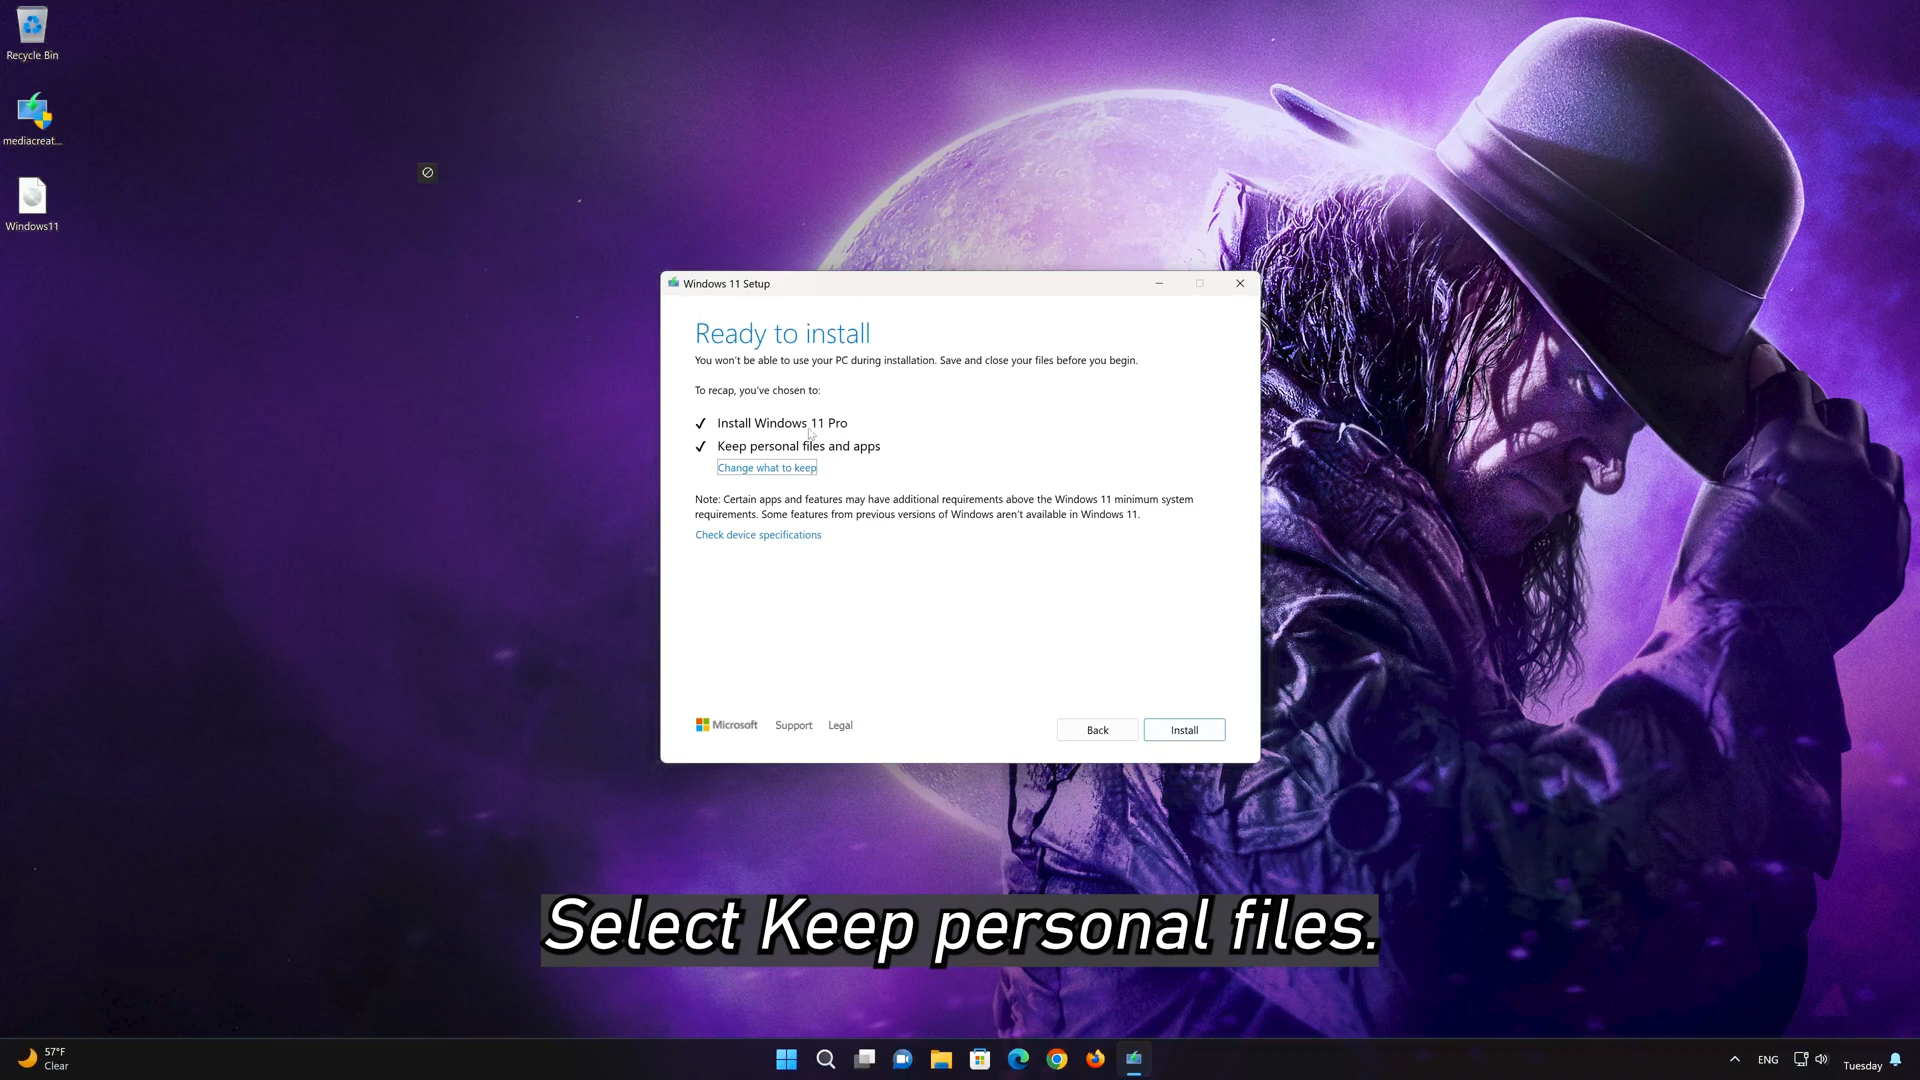 Recycle Bin
mediacreat...
Windows11
Windows 11 Setup
Ready to install
You won't be able to use your PC during installation. Save and close your files before you begin.
To recap, you've chosen to:
Install Windows 11 Pro
Keep personal files and apps
Change what to keep
Note: Certain apps and features may have additional requirements above the Windows 11 minimum system
requirements. Some features from previous versions of Windows aren't available in Windows 11.
Check device specifications
Microsoft Support Legal
Back Install
Select Keep personal files.
57°F
Clear
ENG
Tuesday